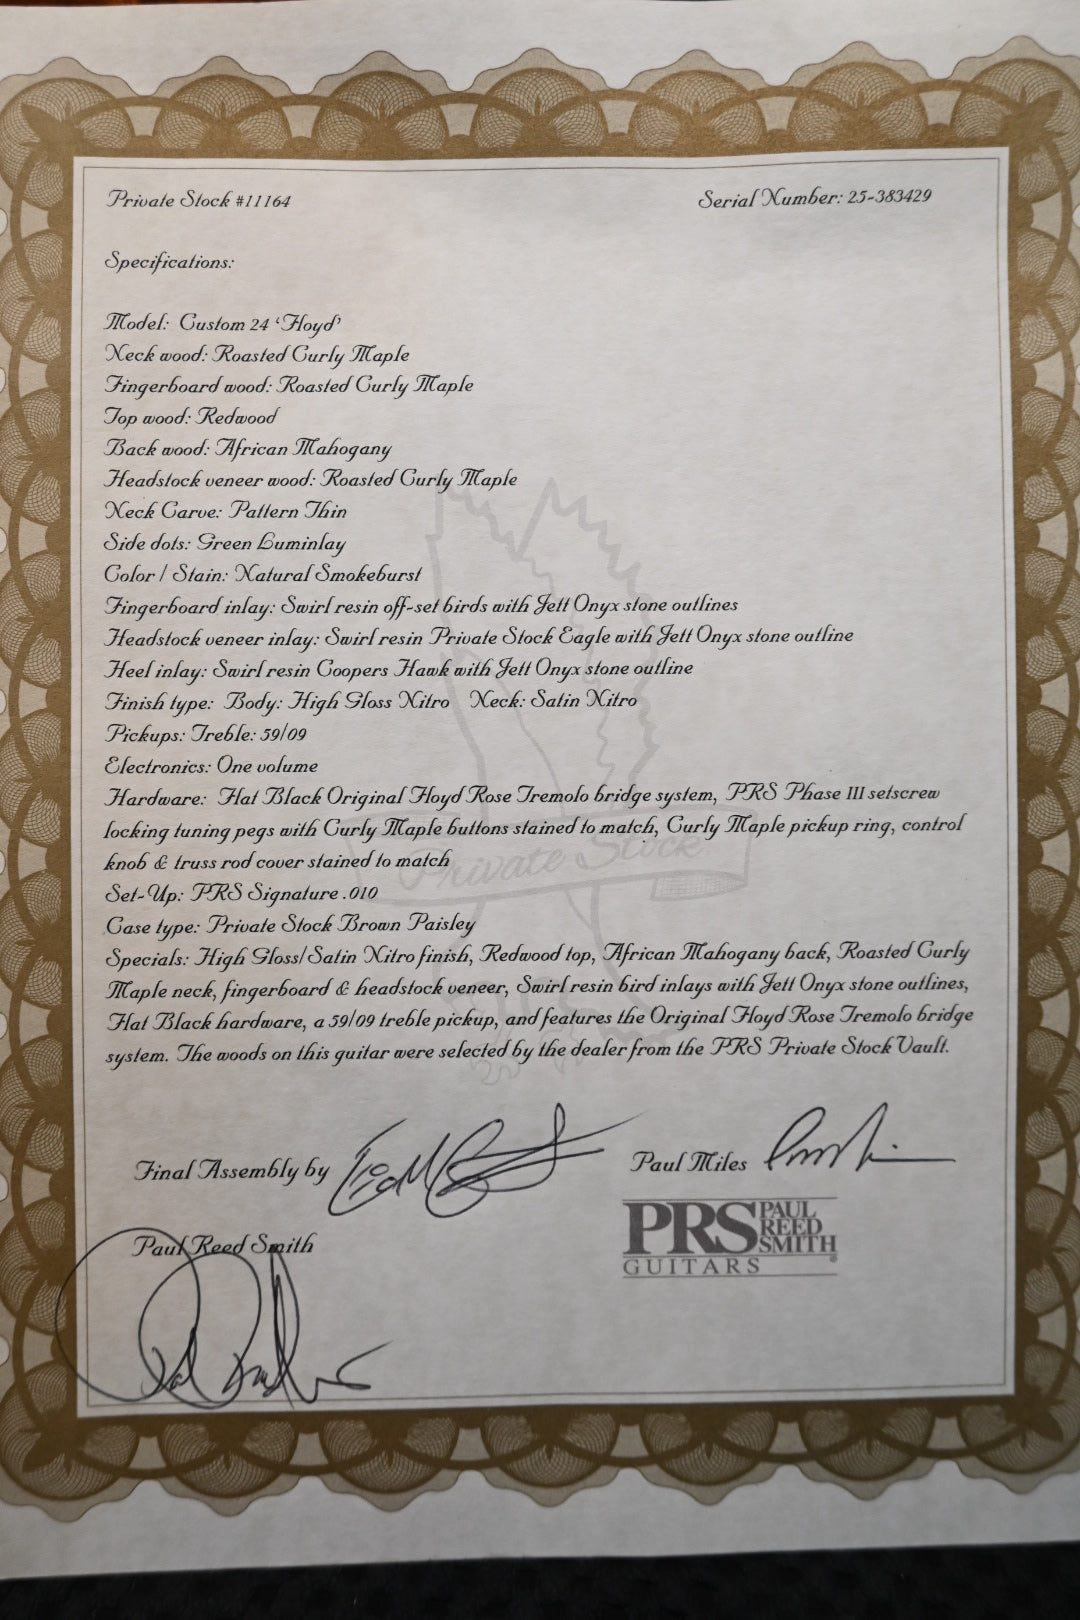 Private Stock #11164
Serial Number: 25-383429
Specifications:
Model: Custom 24 'Floyd'
Neck wood: Roasted Curly Maple
Fingerboard wood: Roasted Curly Maple
Top wood: Redwood
Back wood: African Mahogany
Headstock veneer wood: Roasted Curly Maple
Neck Carve: Pattern Thin
Side dots: Green Luminlay
Color / Stain: Natural Smokeburst
Fingerboard inlay: Swirl resin off-set birds with Jett Onyx stone outlines
Headstock veneer inlay: Swirl resin Private Stock Eagle with Jett Onyx stone outline
Heel inlay: Swirl resin Coopers Hawk with Jett Onyx stone outline
Finish type: Body: High Gloss Nitro Neck: Satin Nitro
Pickups: Treble: 59/09
Electronics: One volume
Hardware: Flat Black Original Floyd Rose Tremolo bridge system, PRS Phase III setscrew
locking tuning pegs with Curly Maple buttons stained to match, Curly Maple pickup ring, control
knob & truss rod cover stained to match
Private Stock
Set-Up: PRS Signature .010
Case type: Private Stock Brown Paisley
Specials: High Gloss/Satin Nitro finish, Redwood top, African Mahogany back, Roasted Curly
Maple neck, fingerboard & headstock veneer, Swirl resin bird inlays with Jett Onyx stone outlines,
Flat Black hardware, a 59/09 treble pickup, and features the Original Floyd Rose Tremolo bridge
system. The woods on this guitar were selected by the dealer from the PRS Private Stock Vault.
Final Assembly by
Paul Miles
Paul Reed Smith
PRS PAUL REED SMITH
GUITARS